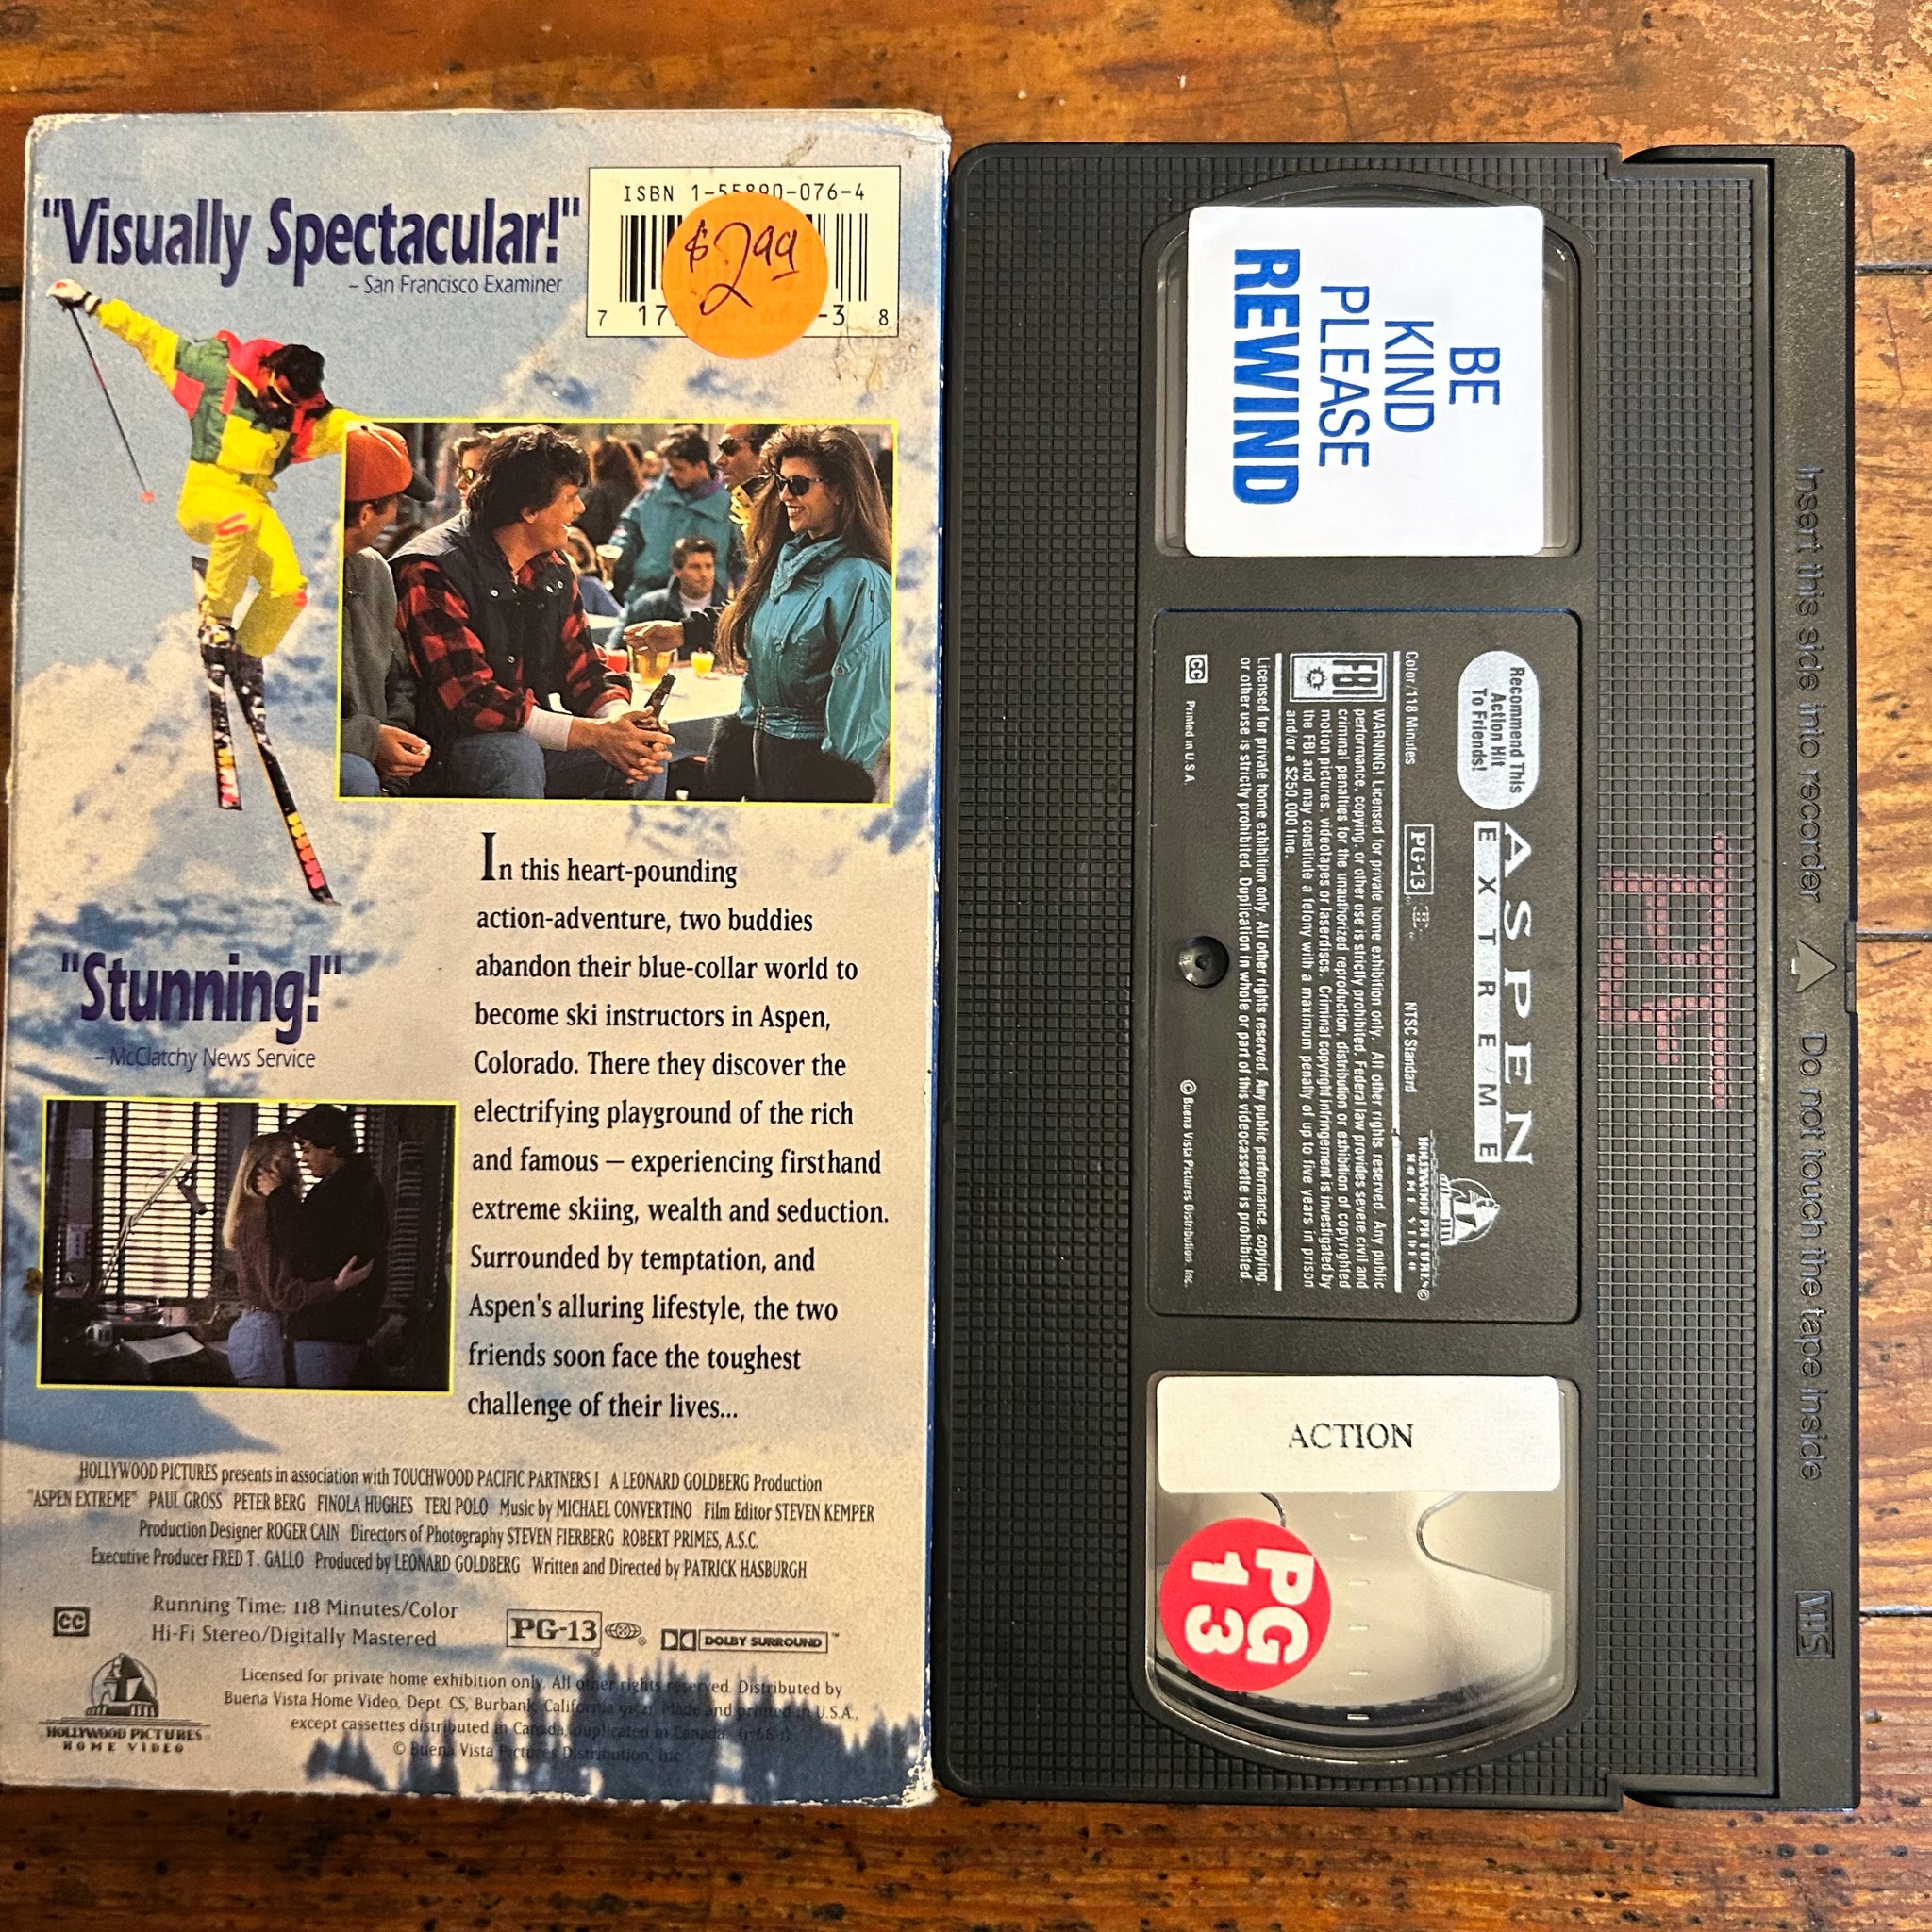 "Visually Spectacular!"
– San Francisco Examiner
ISBN 1-55890-076-4
$2.99
7 17 -3 8
In this heart-pounding
action-adventure, two buddies
abandon their blue-collar world to
become ski instructors in Aspen,
Colorado. There they discover the
electrifying playground of the rich
and famous – experiencing firsthand
extreme skiing, wealth and seduction.
Surrounded by temptation, and
Aspen's alluring lifestyle, the two
friends soon face the toughest
challenge of their lives...
"Stunning!"
– McClatchy News Service
HOLLYWOOD PICTURES presents in association with TOUCHWOOD PACIFIC PARTNERS I A LEONARD GOLDBERG Production
"ASPEN EXTREME" PAUL GROSS PETER BERG FINOLA HUGHES TERI POLO Music by MICHAEL CONVERTINO Film Editor STEVEN KEMPER
Production Designer ROGER CAIN Directors of Photography STEVEN FIERBERG ROBERT PRIMES, A.S.C.
Executive Producer FRED T. GALLO Produced by LEONARD GOLDBERG Written and Directed by PATRICK HASBURGH
CC
Running Time: 118 Minutes/Color
Hi-Fi Stereo/Digitally Mastered
PG-13
DOLBY SURROUND™
HOLLYWOOD PICTURES
HOME VIDEO
Licensed for private home exhibition only. All other rights reserved. Distributed by
Buena Vista Home Video, Dept. CS, Burbank, California 91521. Made and printed in U.S.A.,
except cassettes distributed in Canada, duplicated in Canada.
© Buena Vista Pictures Distribution, Inc.
BE
KIND
PLEASE
REWIND
Recommend This
Action Hit
To Friends!
ASPEN
EXTREME
HOLLYWOOD PICTURES©
HOME VIDEO
Color/118 Minutes
PG-13
NTSC Standard
FBI
WARNING! Licensed for private home exhibition only. All other rights reserved. Any public
performance, copying, or other use is strictly prohibited. Federal law provides severe civil and
criminal penalties for the unauthorized reproduction, distribution or exhibition of copyrighted
motion pictures, videotapes or laserdiscs. Criminal copyright infringement is investigated by
the FBI and may constitute a felony with a maximum penalty of up to five years in prison
and/or a $250,000 fine.
Licensed for private home exhibition only. All other rights reserved. Any public performance, copying
or other use is strictly prohibited. Duplication in whole or part of this videocassette is prohibited.
CC
Printed in U.S.A.
© Buena Vista Pictures Distribution, Inc.
ACTION
PG
13
Insert this side into recorder
Do not touch the tape inside
VHS